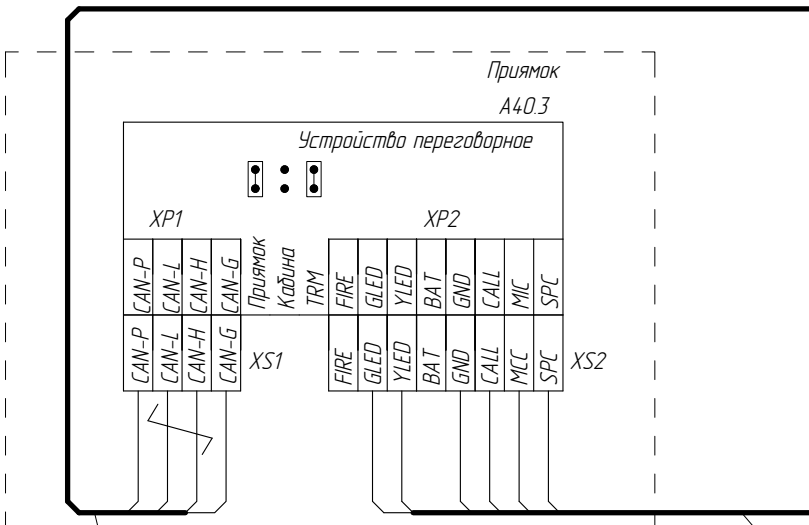 Приямок
А40.3
Устройство переговорное
XP1
XP2
CAN-P
CAN-L
CAN-H
CAN-G
Приямок
Кабина
TRM
FIRE
GLED
YLED
BAT
GND
CALL
MIC
SPC
CAN-P
CAN-L
CAN-H
CAN-G
XS1
FIRE
GLED
YLED
BAT
GND
CALL
MCC
SPC
XS2